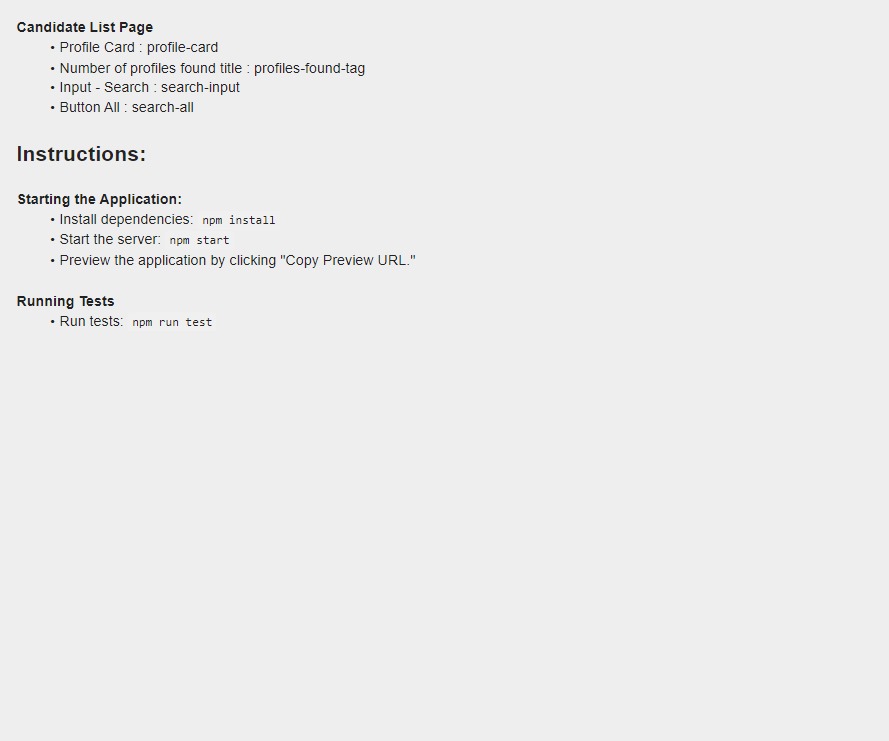 Candidate List Page
• Profile Card : profile-card
• Number of profiles found title : profiles-found-tag
• Input - Search : search-input
• Button All : search-all
Instructions:
Starting the Application:
• Install dependencies: npm install
• Start the server: npm start
• Preview the application by clicking "Copy Preview URL."
Running Tests
• Run tests: npm run test